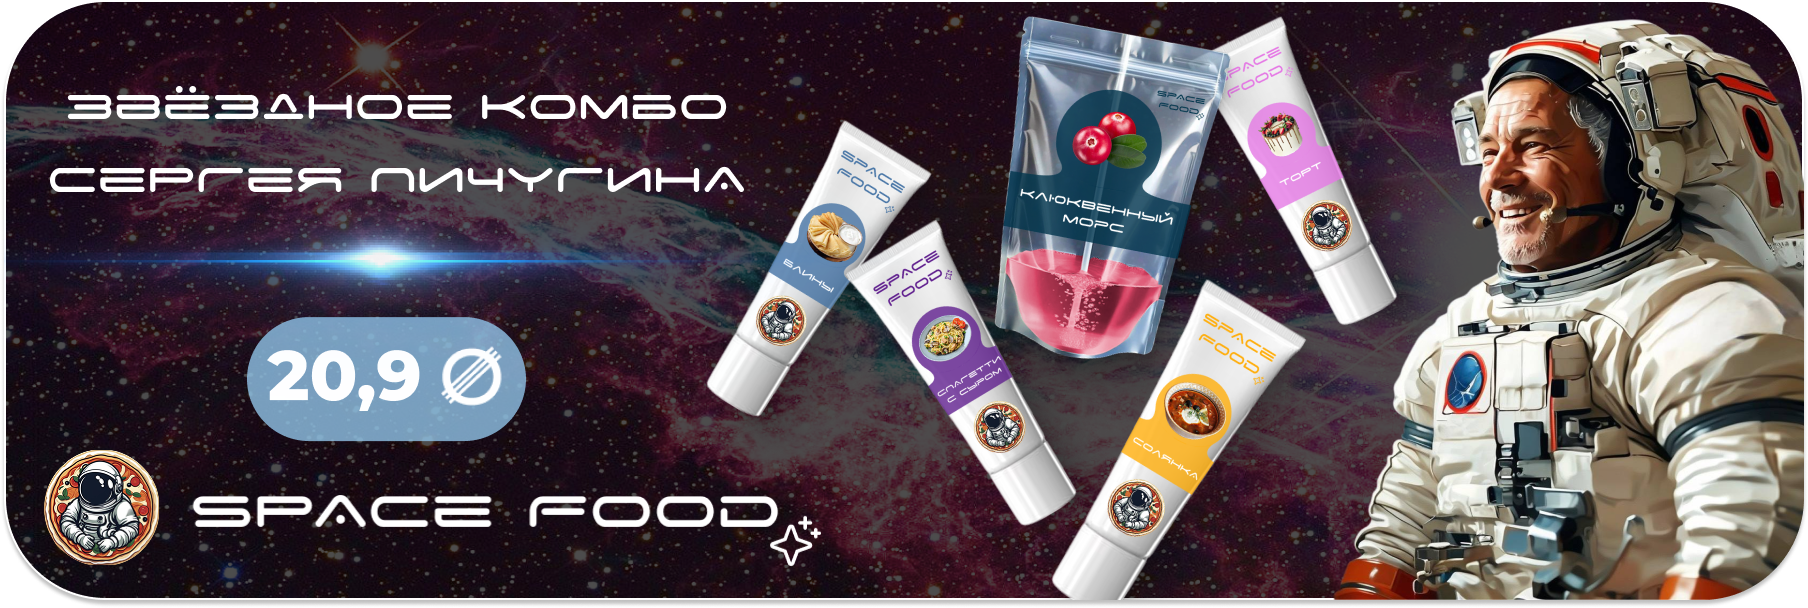 ЗВЁЗДНОЕ КОМБО
СЕРГЕЯ ПИЧУГИНА
20,9
SPACE FOOD
SPACE
FOOD
БЛИНЫ
SPACE
FOOD
СПАГЕТТИ
С СЫРОМ
SPACE
FOOD
КЛЮКВЕННЫЙ
МОРС
SPACE
FOOD
СОЛЯНКА
SPACE
FOOD
ТОРТ